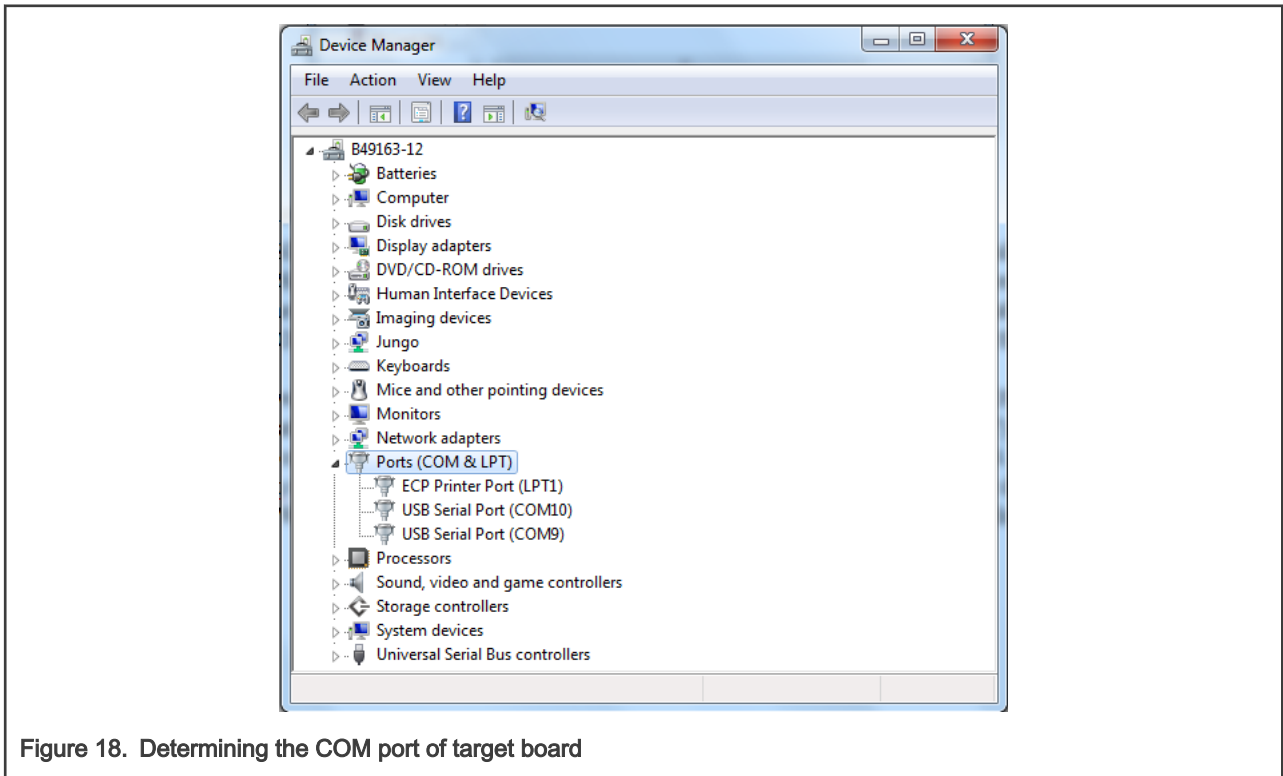 Device Manager
File Action View Help
B49163-12
Batteries
Computer
Disk drives
Display adapters
DVD/CD-ROM drives
Human Interface Devices
Imaging devices
Jungo
Keyboards
Mice and other pointing devices
Monitors
Network adapters
Ports (COM & LPT)
ECP Printer Port (LPT1)
USB Serial Port (COM10)
USB Serial Port (COM9)
Processors
Sound, video and game controllers
Storage controllers
System devices
Universal Serial Bus controllers
Figure 18. Determining the COM port of target board